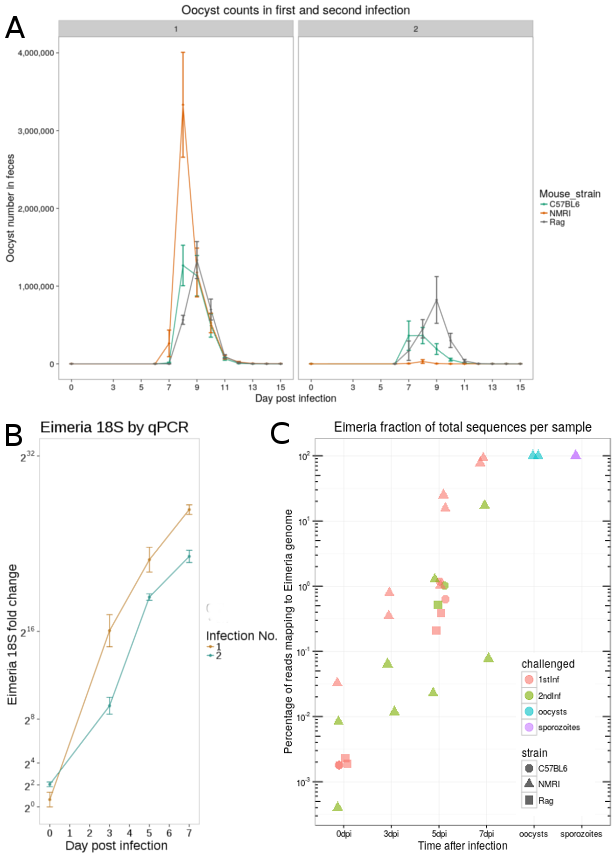 A
Oocyst counts in first and second infection
1 2
4,000,000
3,000,000
2,000,000
1,000,000
0
Oocyst number in feces
0 3 5 7 9 11 13 15 0 3 5 7 9 11 13 15
Day post infection
Mouse_strain
C57BL6
NMRI
Rag
B
Eimeria 18S by qPCR
2^32
2^16
2^8
2^4
2^2
2^0
Eimeria 18S fold change
0 1 2 3 4 5 6 7
Day post infection
Infection No.
1
2
C
Eimeria fraction of total sequences per sample
10^2
10^1
10^0
10^-1
10^-2
10^-3
Percentage of reads mapping to Eimeria genome
0dpi 3dpi 5dpi 7dpi oocysts sporozoites
Time after infection
challenged
1stInf
2ndInf
oocysts
sporozoites
strain
C57BL6
NMRI
Rag